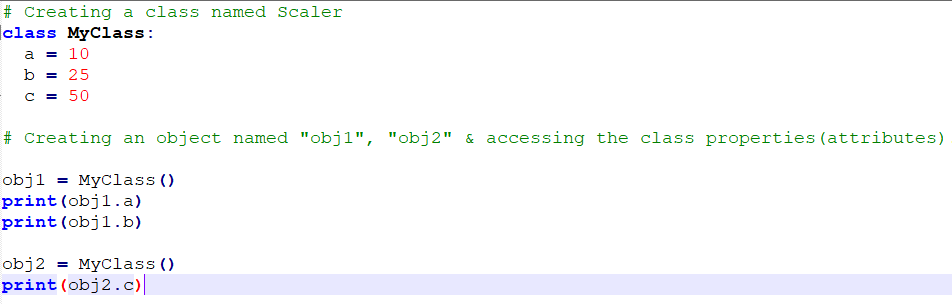 # Creating a class named Scaler
class MyClass:
  a = 10
  b = 25
  c = 50
# Creating an object named "obj1", "obj2" & accessing the class properties(attributes)
obj1 = MyClass()
print(obj1.a)
print(obj1.b)
obj2 = MyClass()
print(obj2.c)